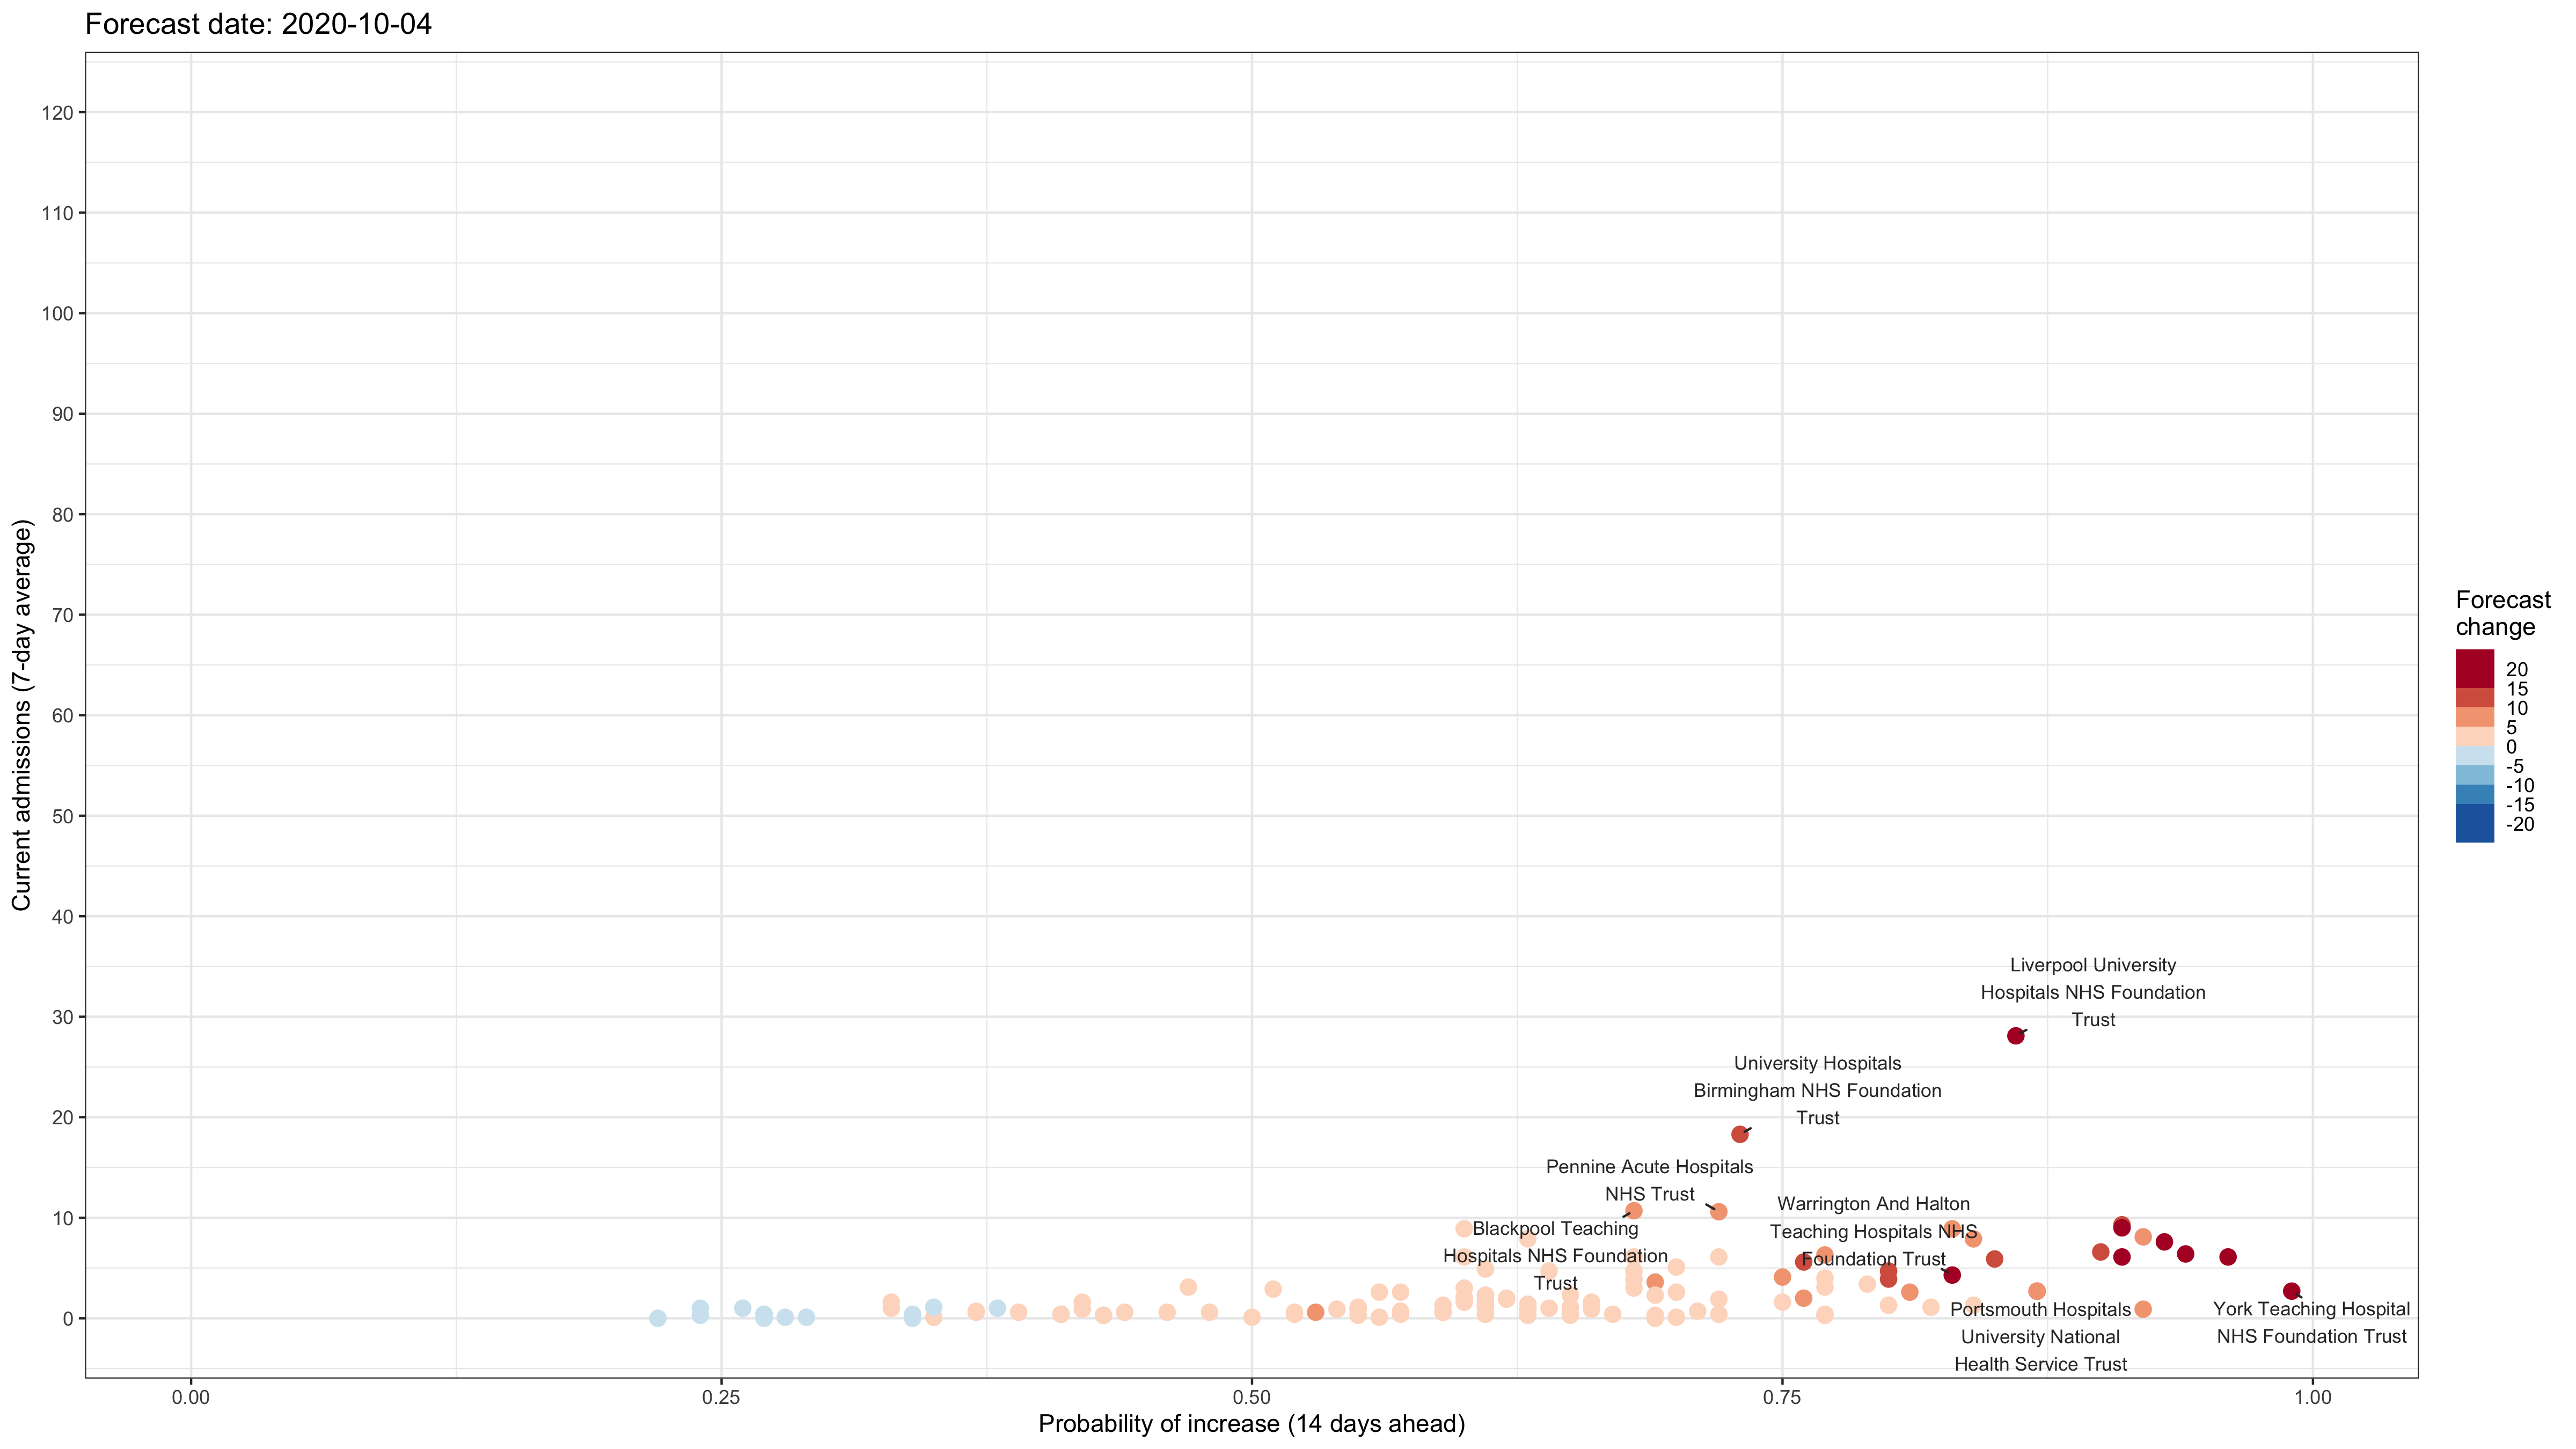 Forecast date: 2020-10-04
120
110
100
90
80
70
60
50
40
30
20
10
0
Current admissions (7-day average)
Liverpool University
Hospitals NHS Foundation
Trust
University Hospitals
Birmingham NHS Foundation
Trust
Pennine Acute Hospitals
NHS Trust
Blackpool Teaching
Hospitals NHS Foundation
Trust
Warrington And Halton
Teaching Hospitals NHS
Foundation Trust
Portsmouth Hospitals
University National
Health Service Trust
York Teaching Hospital
NHS Foundation Trust
0.00
0.25
0.50
0.75
1.00
Probability of increase (14 days ahead)
Forecast
change
20
15
10
5
0
-5
-10
-15
-20